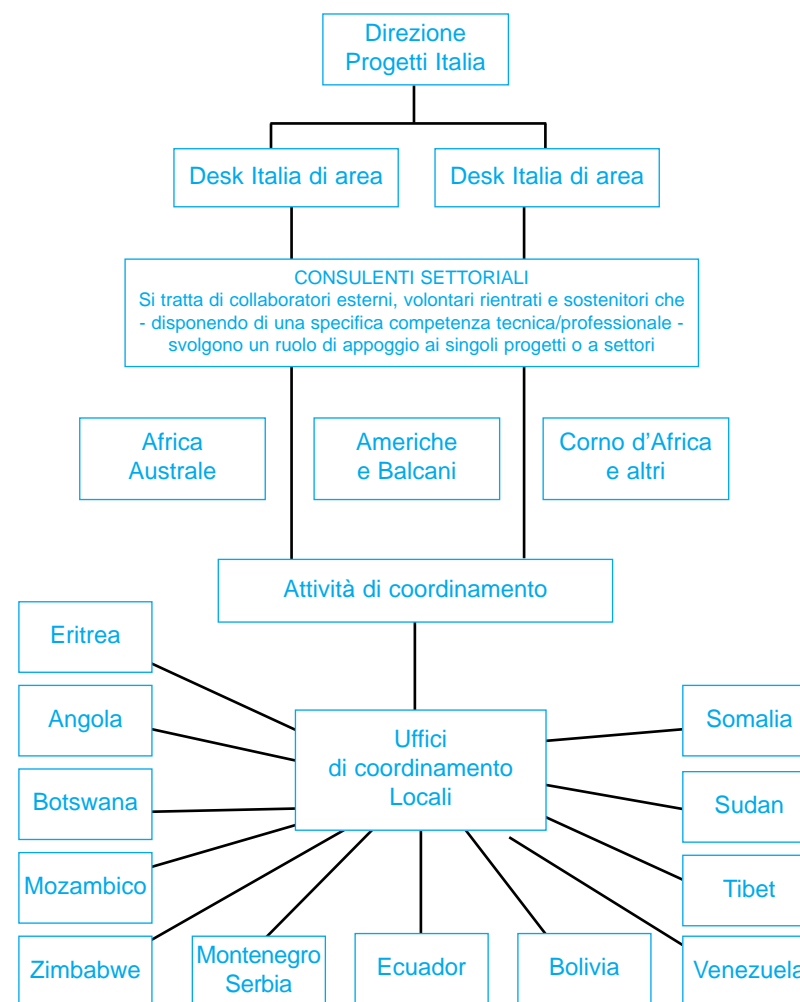 Direzione
Progetti Italia
Desk Italia di area
Desk Italia di area
CONSULENTI SETTORIALI
Si tratta di collaboratori esterni, volontari rientrati e sostenitori che
- disponendo di una specifica competenza tecnica/professionale -
svolgono un ruolo di appoggio ai singoli progetti o a settori
Africa
Australe
Americhe
e Balcani
Corno d'Africa
e altri
Attività di coordinamento
Eritrea
Angola
Botswana
Mozambico
Zimbabwe
Uffici
di coordinamento
Locali
Somalia
Sudan
Tibet
Venezuela
Montenegro
Serbia
Ecuador
Bolivia